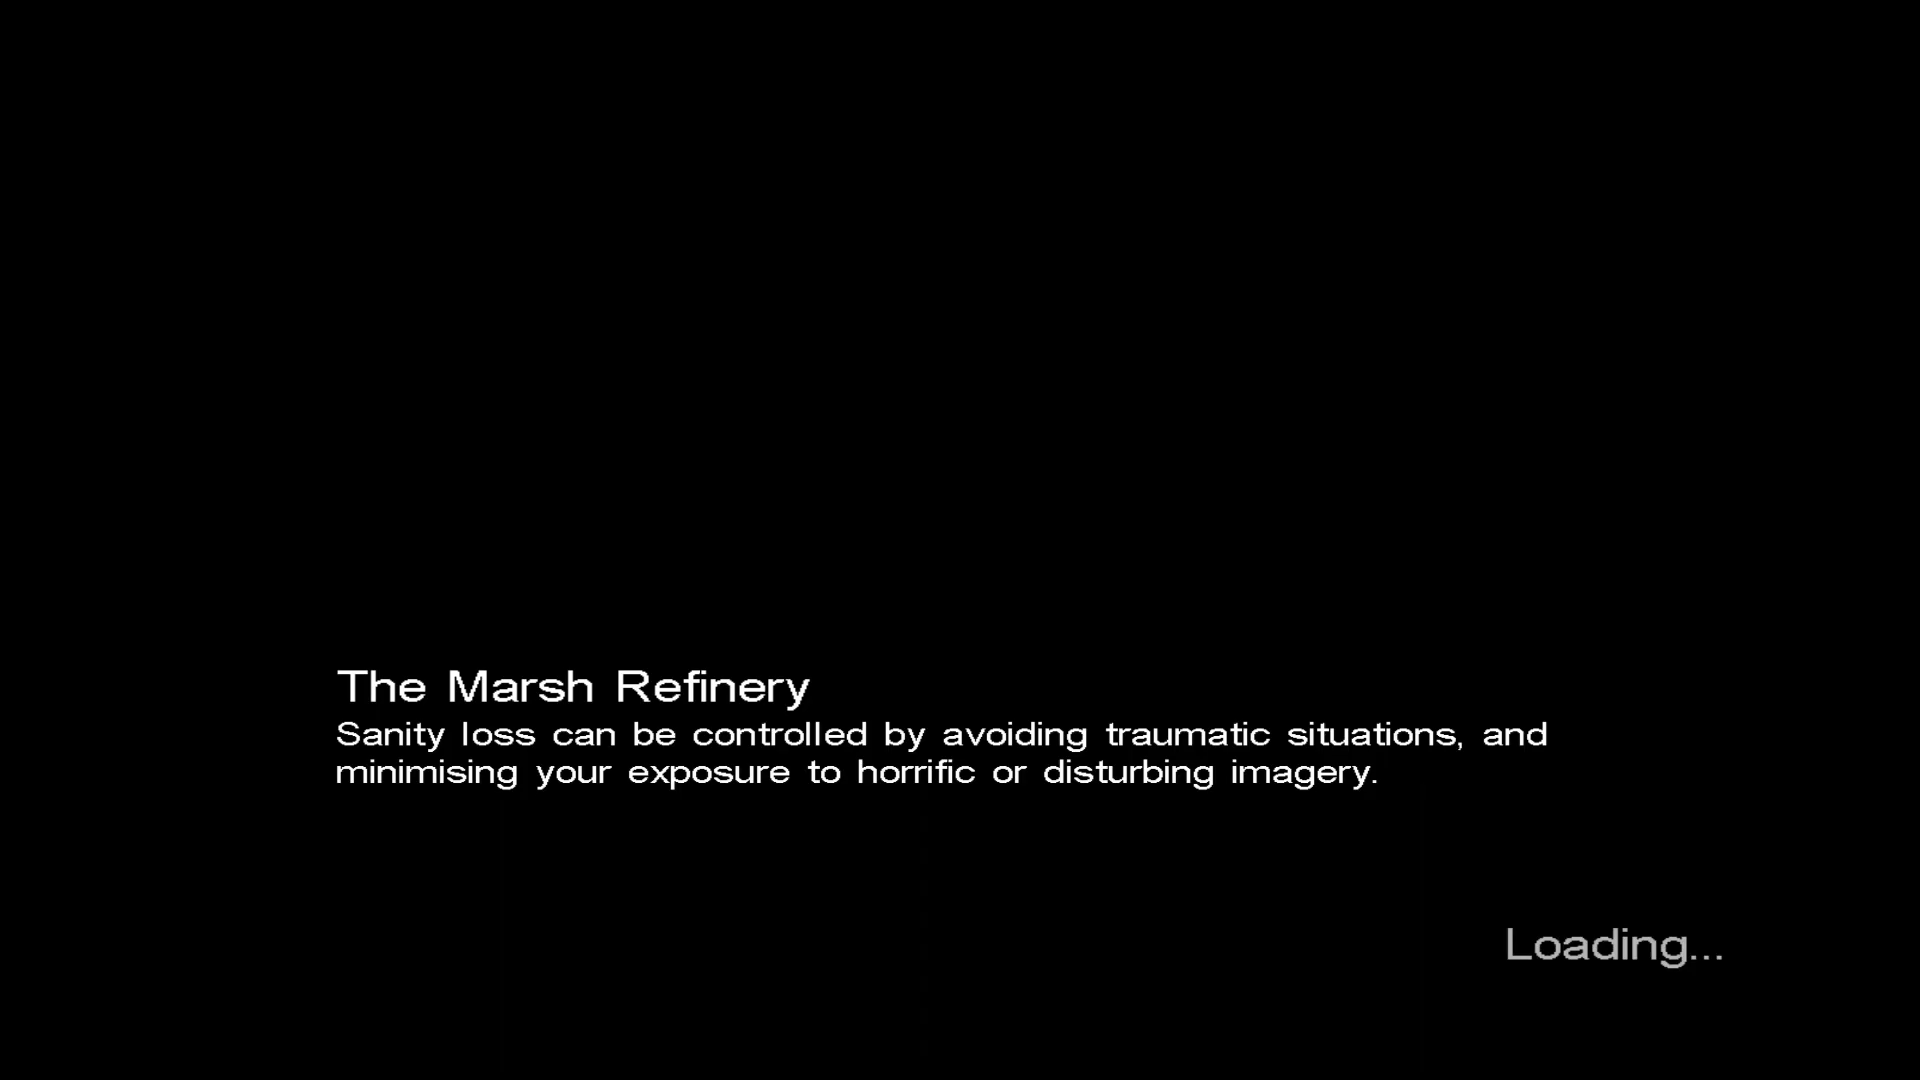 The Marsh Refinery
Sanity loss can be controlled by avoiding traumatic situations, and
minimising your exposure to horrific or disturbing imagery.
Loading...